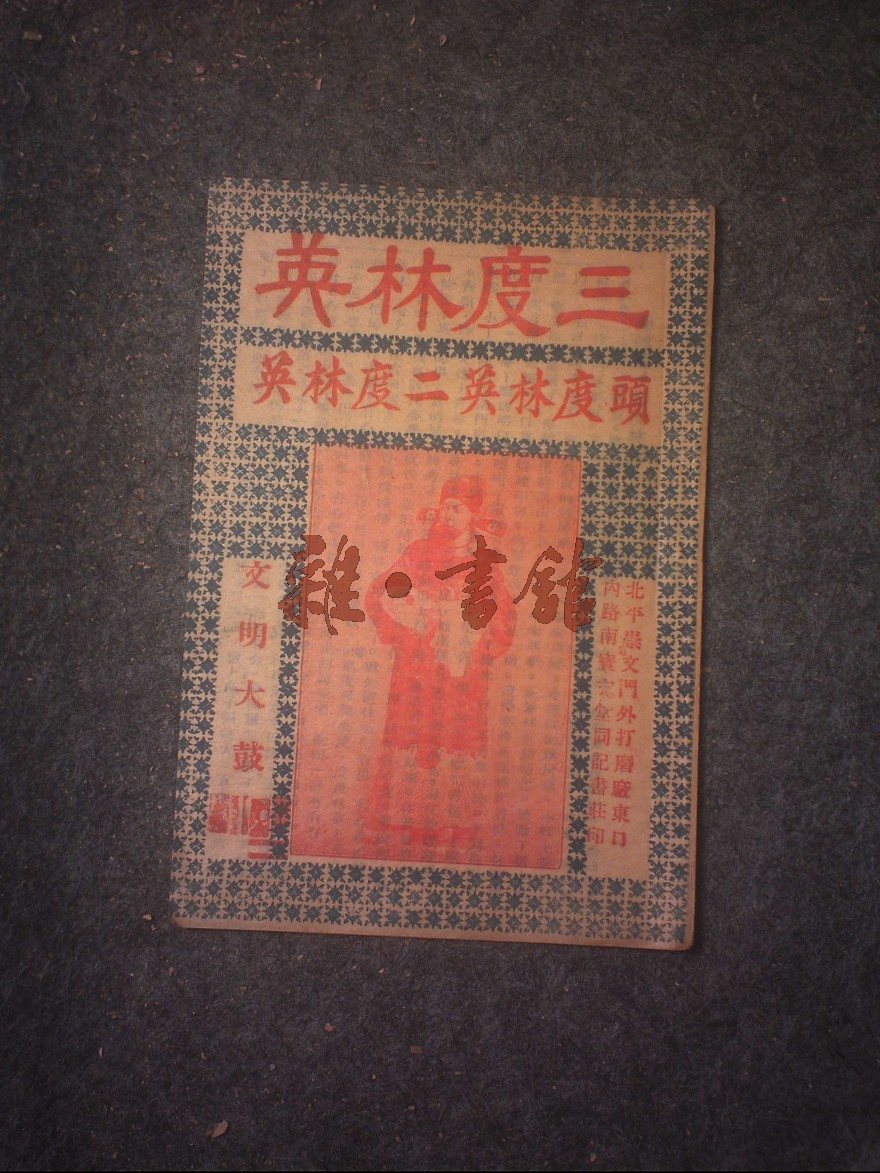 三度林英
頭度林英二度林英
北平崇文門外打磨廠東口
內路南寶文堂同記書莊印
文明大鼓
雜·書館